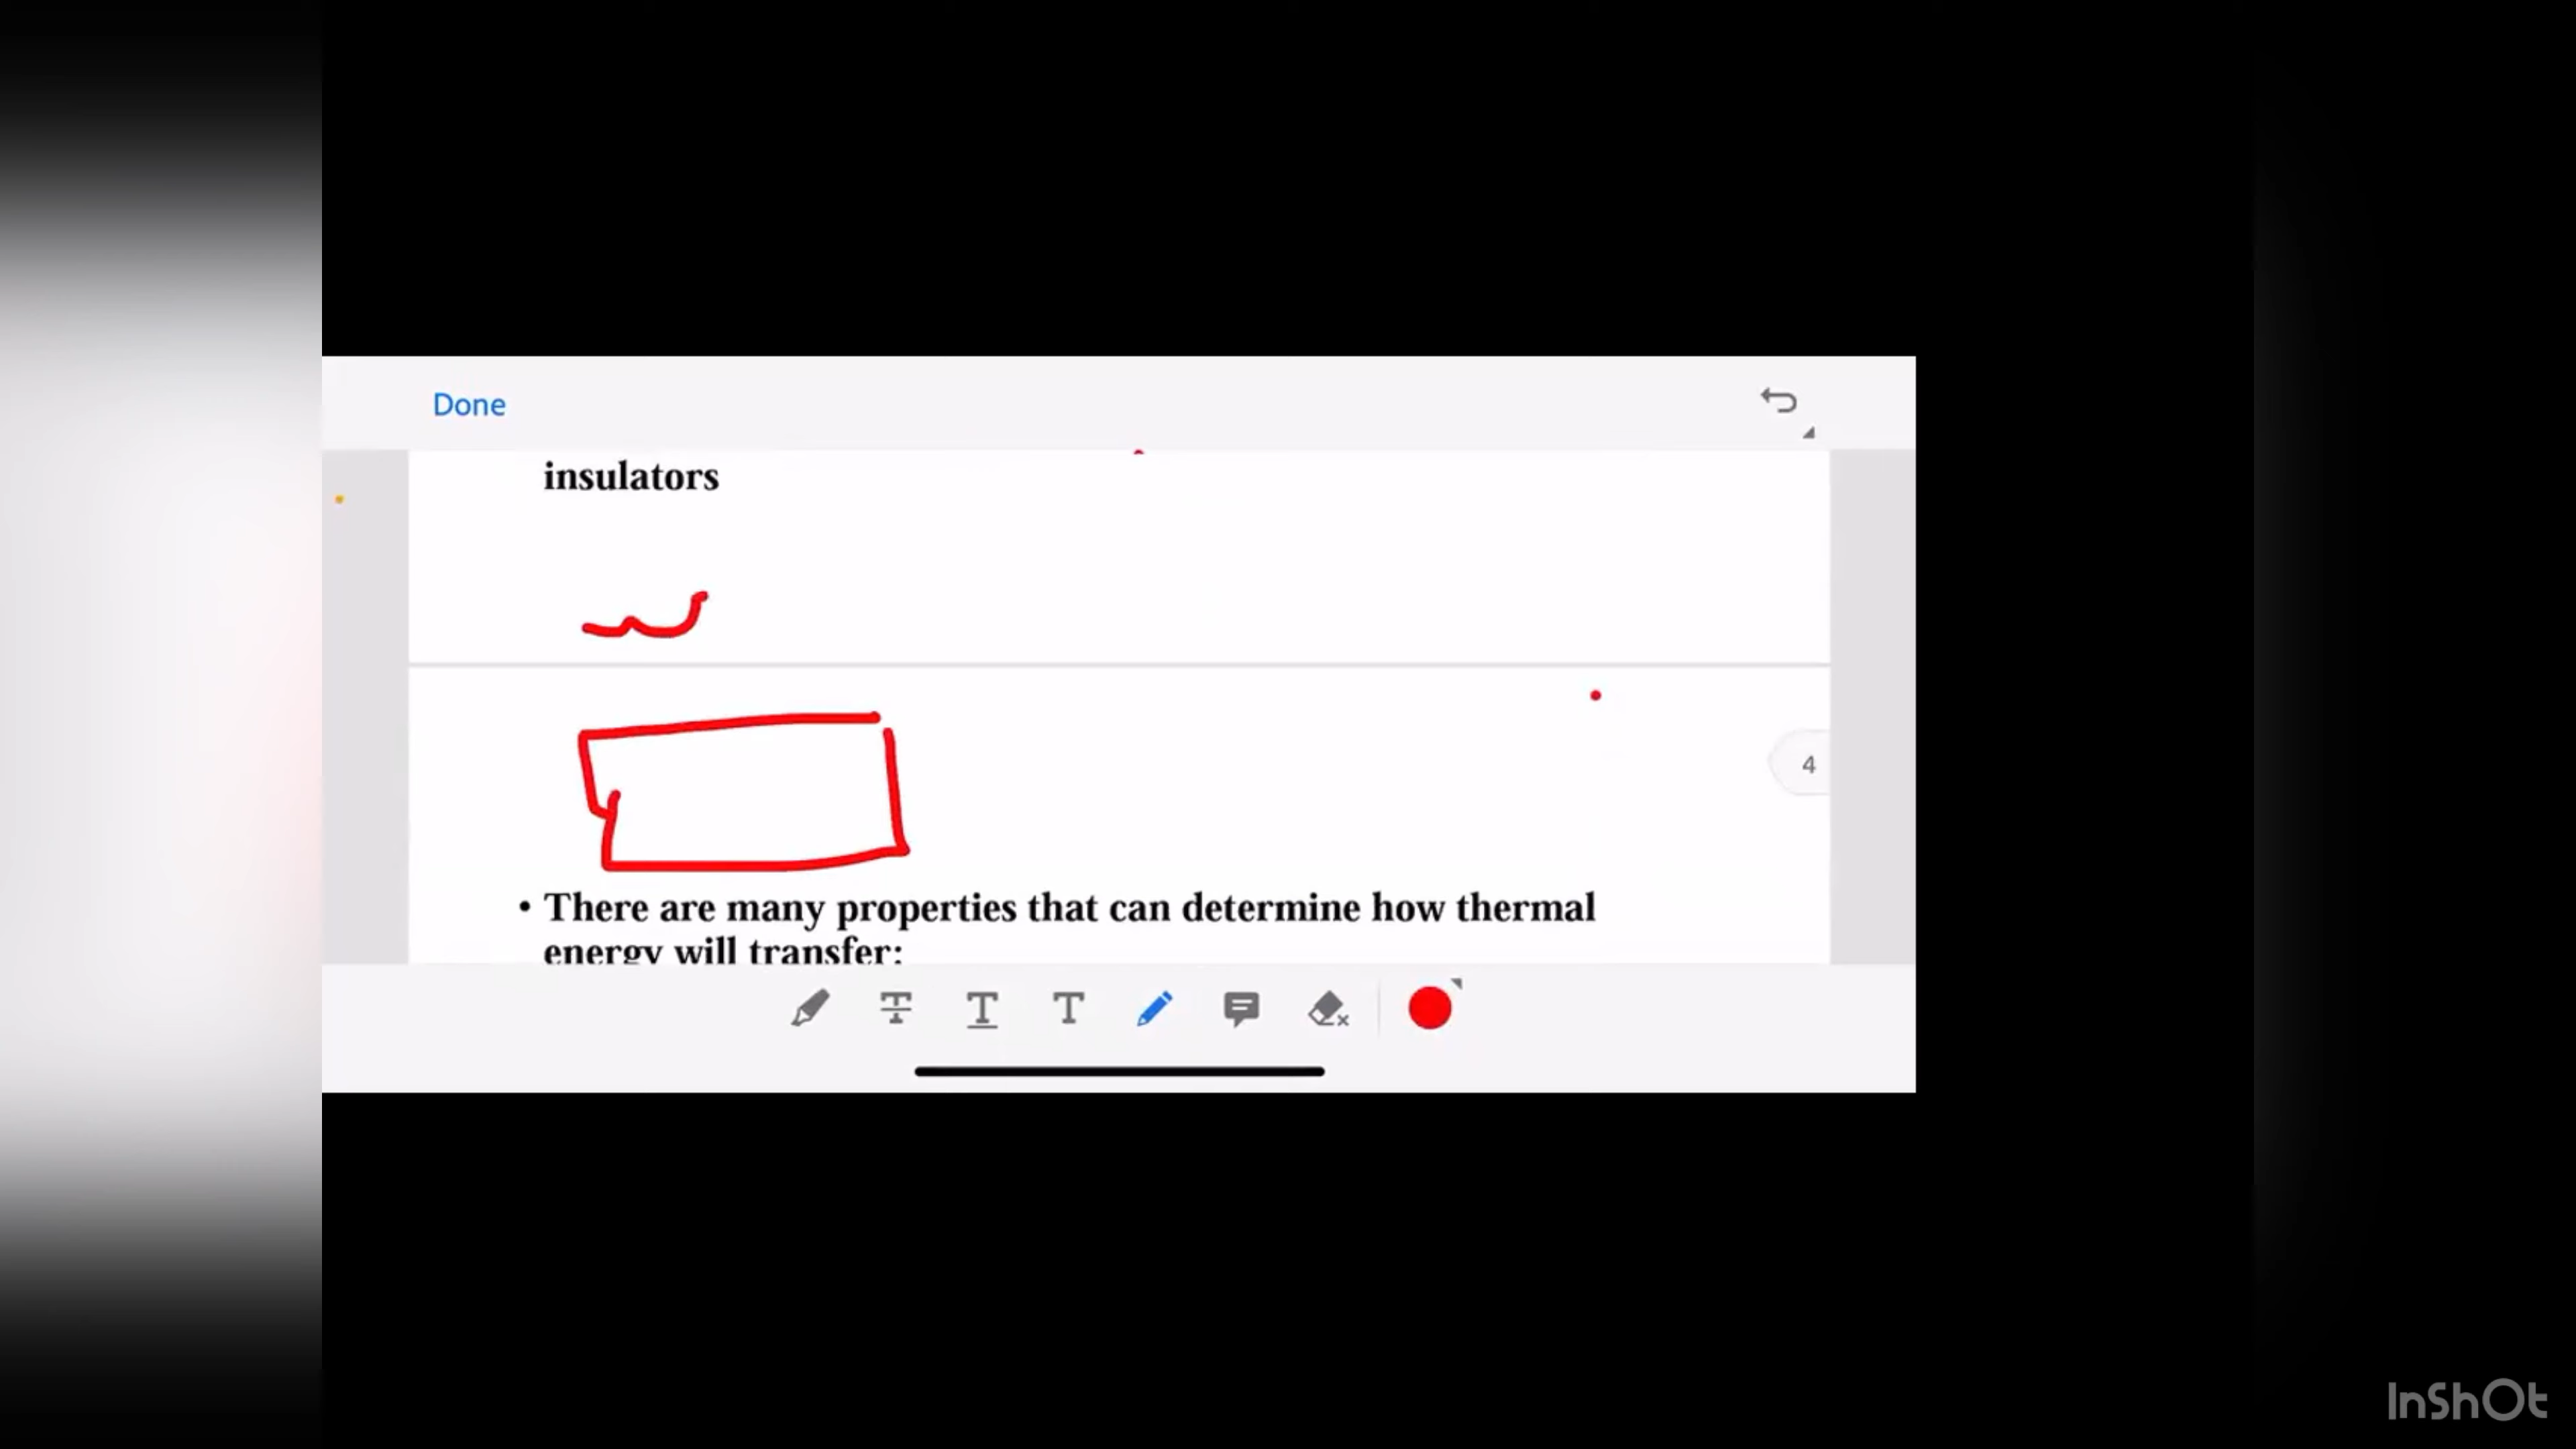 Done
insulators
4
• There are many properties that can determine how thermal
energy will transfer:
InShOt